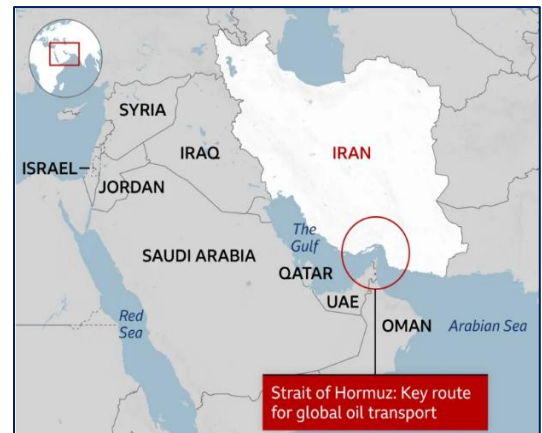 SYRIA
ISRAEL
IRAQ
IRAN
JORDAN
The
Gulf
SAUDI ARABIA
QATAR
UAE
Red
Sea
OMAN
Arabian Sea
Strait of Hormuz: Key route
for global oil transport